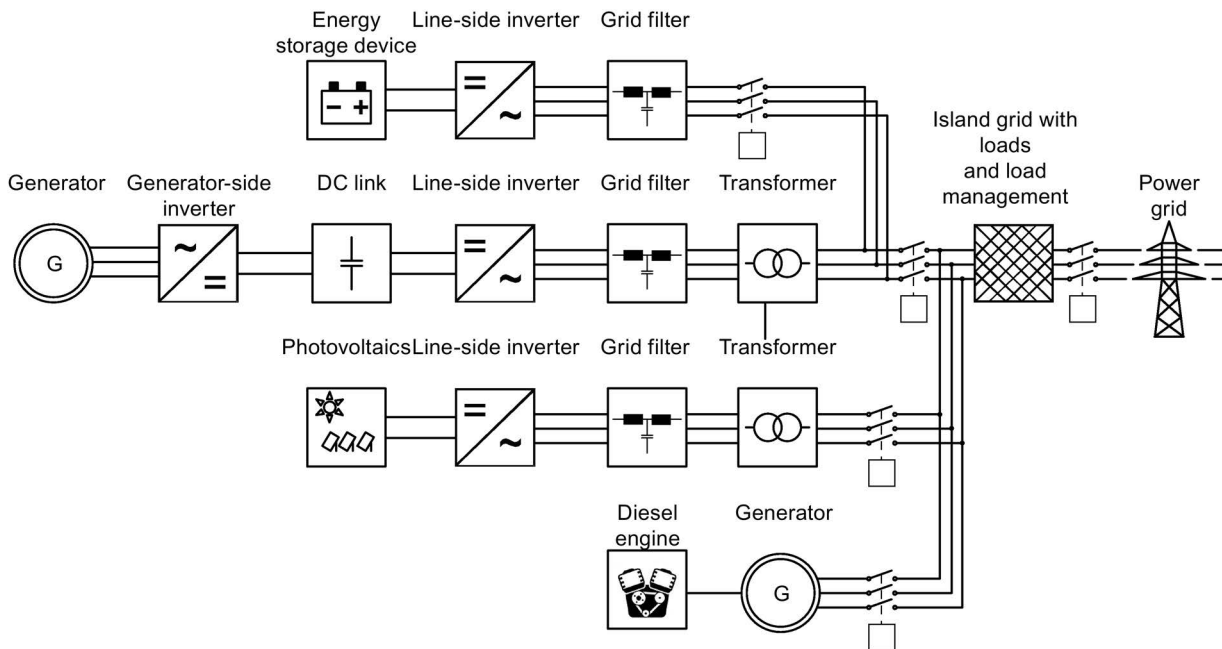 Energy
storage device
Line-side inverter
Grid filter
Island grid with
loads
and load
management
Power
grid
Generator
Generator-side
inverter
DC link
Line-side inverter
Grid filter
Transformer
G
Photovoltaics
Line-side inverter
Grid filter
Transformer
Diesel
engine
Generator
G